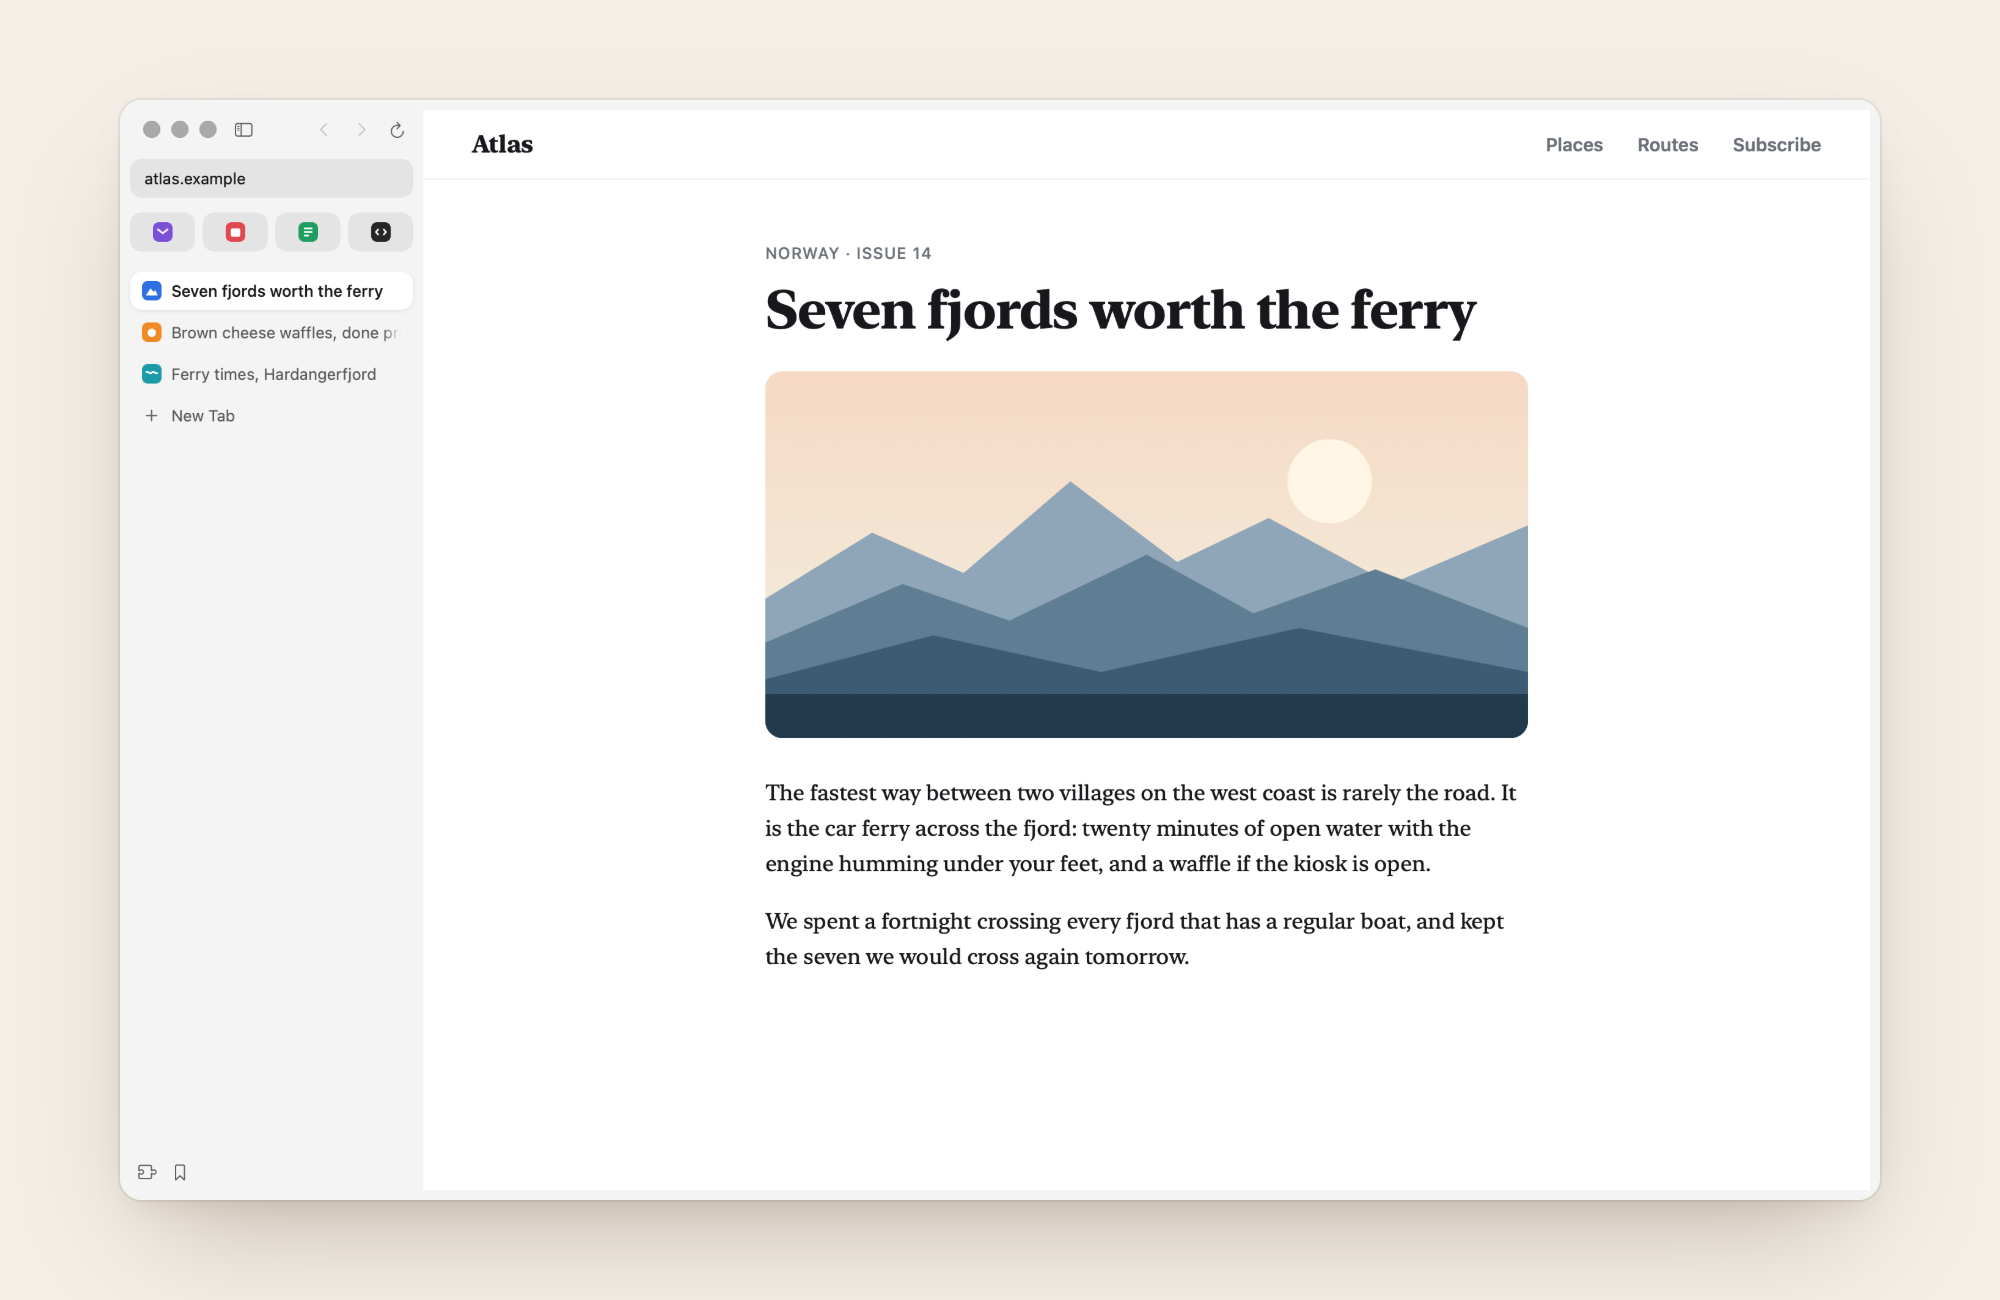 atlas.example
Seven fjords worth the ferry
Brown cheese waffles, done
Ferry times, Hardangerfjord
New Tab
Atlas
Places
Routes
Subscribe
NORWAY · ISSUE 14
Seven fjords worth the ferry
The fastest way between two villages on the west coast is rarely the road. It
is the car ferry across the fjord: twenty minutes of open water with the
engine humming under your feet, and a waffle if the kiosk is open.
We spent a fortnight crossing every fjord that has a regular boat, and kept
the seven we would cross again tomorrow.